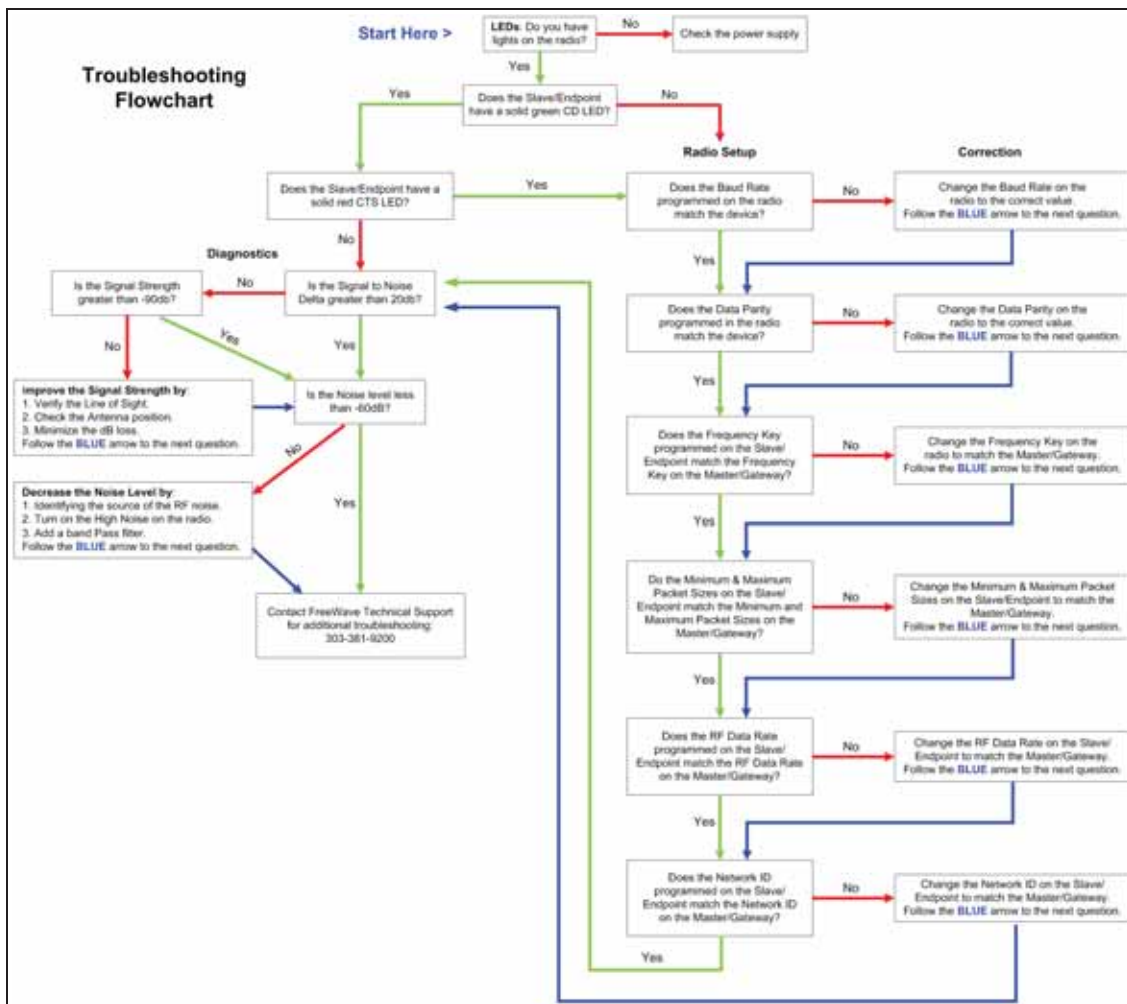 Start Here >
LEDs: Do you have
lights on the radio?
No
Check the power supply
Troubleshooting
Flowchart
Yes
Yes
Does the Slave/Endpoint
have a solid green CD LED?
No
Radio Setup
Correction
Does the Slave/Endpoint have a
solid red CTS LED?
Yes
Does the Baud Rate
programmed on the radio
match the device?
No
Change the Baud Rate on the
radio to the correct value.
Follow the BLUE arrow to the next question.
No
Diagnostics
Yes
Is the Signal Strength
greater than -90db?
No
Is the Signal to Noise
Delta greater than 20db?
Does the Data Parity
programmed in the radio
match the device?
No
Change the Data Parity on the
radio to the correct value.
Follow the BLUE arrow to the next question.
No
Yes
Yes
Yes
Improve the Signal Strength by:
1. Verify the Line of Sight.
2. Check the Antenna position.
3. Minimize the dB loss.
Follow the BLUE arrow to the next question.
Is the Noise level less
than -60dB?
Does the Frequency Key
programmed on the Slave/
Endpoint match the Frequency
Key on the Master/Gateway?
No
Change the Frequency Key on the
radio to match the Master/Gateway.
Follow the BLUE arrow to the next question.
No
Decrease the Noise Level by:
1. Identifying the source of the RF noise.
2. Turn on the High Noise on the radio.
3. Add a band Pass filter.
Follow the BLUE arrow to the next question.
Yes
Yes
Contact FreeWave Technical Support
for additional troubleshooting:
303-381-9200
Do the Minimum & Maximum
Packet Sizes on the Slave/
Endpoint match the Minimum and
Maximum Packet Sizes on the
Master/Gateway?
No
Change the Minimum & Maximum Packet
Sizes on the Slave/Endpoint to match the
Master/Gateway.
Follow the BLUE arrow to the next question.
Yes
Does the RF Data Rate
programmed on the Slave/
Endpoint match the RF Data Rate
on the Master/Gateway?
No
Change the RF Data Rate on the Slave/
Endpoint to match the Master/Gateway.
Follow the BLUE arrow to the next question.
Yes
Does the Network ID
programmed on the Slave/
Endpoint match the Network ID
on the Master/Gateway?
No
Change the Network ID on the Slave/
Endpoint to match the Master/Gateway.
Follow the BLUE arrow to the next question.
Yes